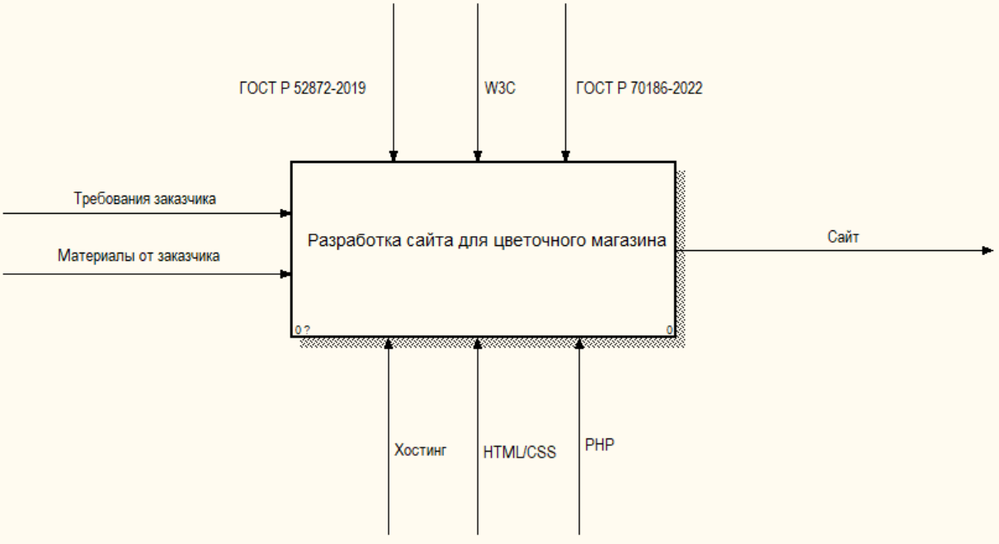 ГОСТ Р 52872-2019
W3C
ГОСТ Р 70186-2022
Требования заказчика
Материалы от заказчика
Разработка сайта для цветочного магазина
Сайт
0 ?
0
Хостинг
HTML/CSS
PHP